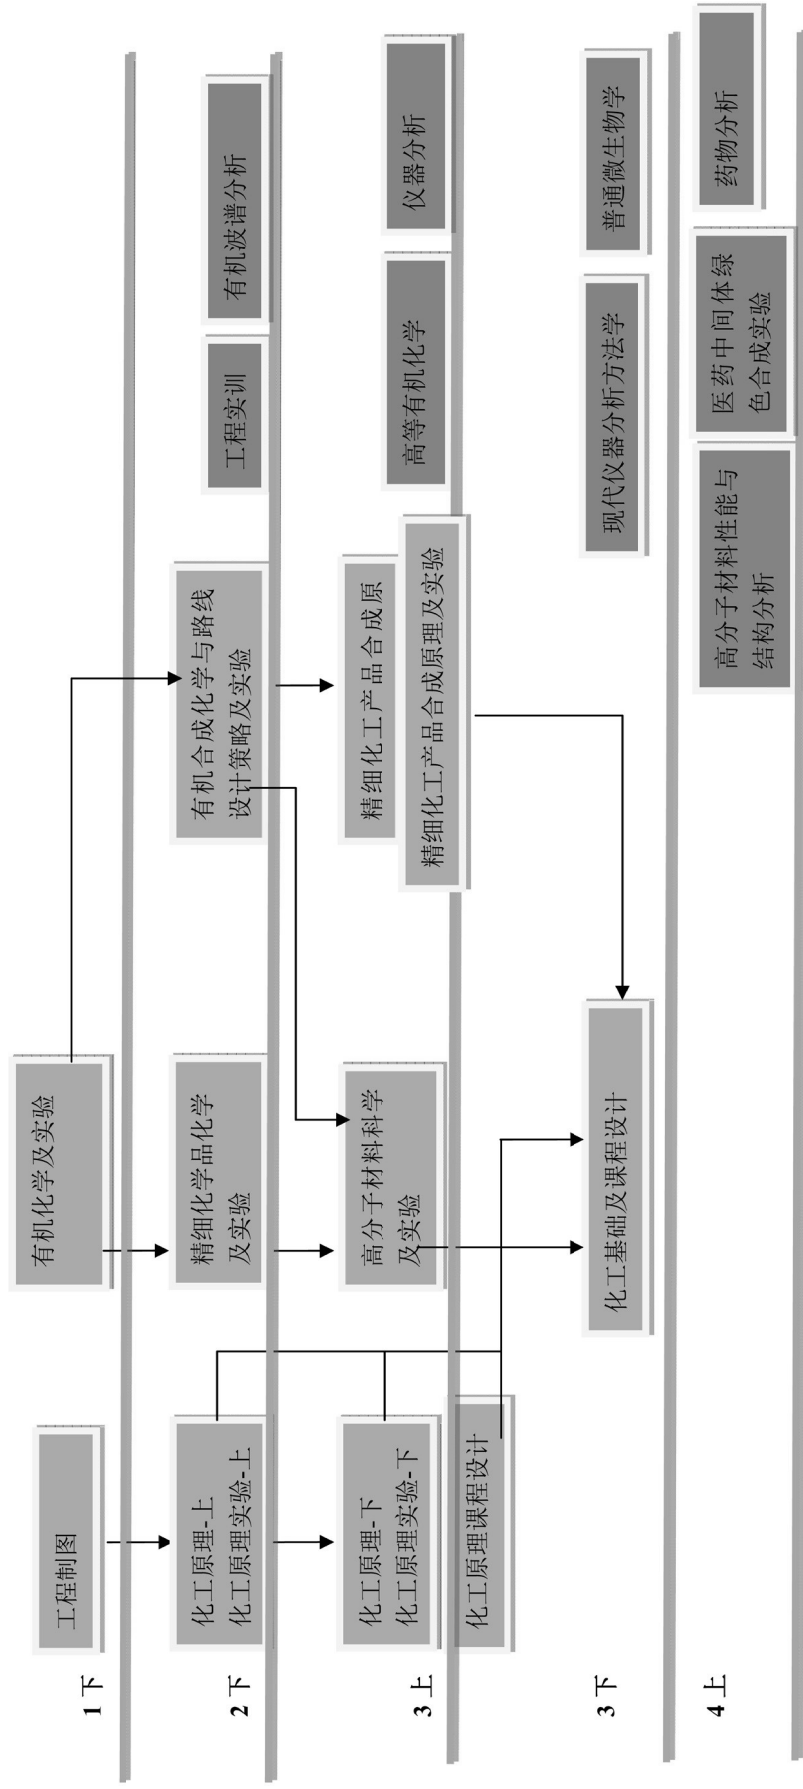 1下
工程制图
有机化学及实验
2下
化工原理-上
化工原理实验-上
精细化学品化学
及实验
有机合成化学与路线
设计策略及实验
工程实训
有机波谱分析
3上
化工原理-下
化工原理实验-下
化工原理课程设计
高分子材料科学
及实验
精细化工产品合成原
精细化工产品合成原理及实验
高等有机化学
仪器分析
3下
化工基础及课程设计
现代仪器分析方法学
普通微生物学
4上
高分子材料性能与
结构分析
医药中间体绿
色合成实验
药物分析